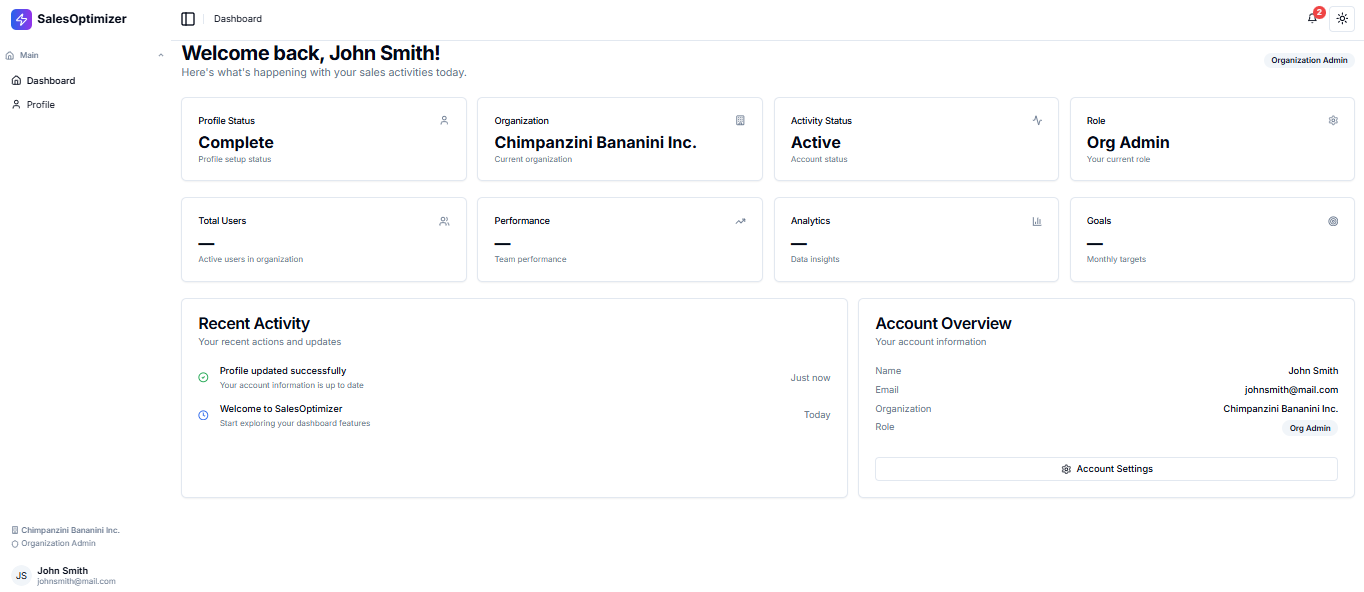 SalesOptimizer
Main
Dashboard
Profile
Dashboard
2
Welcome back, John Smith!
Here's what's happening with your sales activities today.
Organization Admin
Profile Status
Complete
Profile setup status
Organization
Chimpanzini Bananini Inc.
Current organization
Activity Status
Active
Account status
Role
Org Admin
Your current role
Total Users
—
Active users in organization
Performance
—
Team performance
Analytics
—
Data insights
Goals
—
Monthly targets
Recent Activity
Your recent actions and updates
Profile updated successfully
Your account information is up to date
Just now
Welcome to SalesOptimizer
Start exploring your dashboard features
Today
Account Overview
Your account information
Name John Smith
Email johnsmith@mail.com
Organization Chimpanzini Bananini Inc.
Role Org Admin
Account Settings
Chimpanzini Bananini Inc.
Organization Admin
JS
John Smith
johnsmith@mail.com